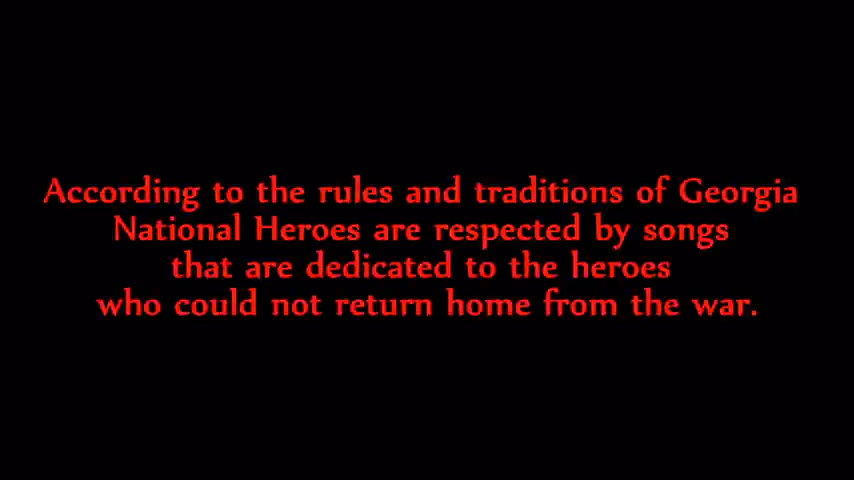 According to the rules and traditions of Georgia
National Heroes are respected by songs
that are dedicated to the heroes
who could not return home from the war.